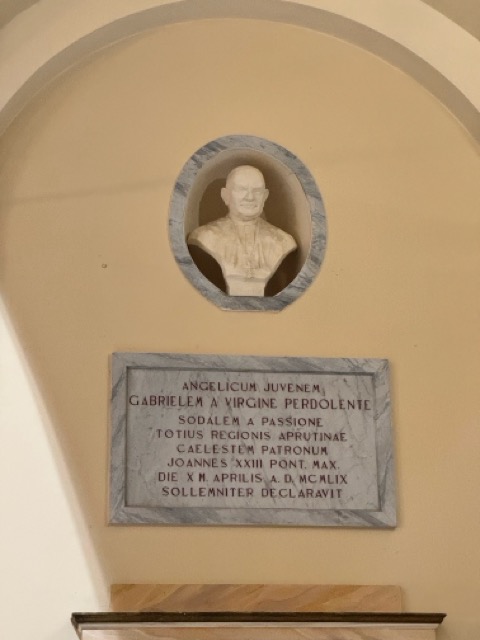 ANGELICUM JUVENEM
GABRIELEM A VIRGINE PERDOLENTE
SODALEM A PASSIONE
TOTIUS REGIONIS APRUTINAE
CAELESTEM PATRONUM
JOANNES XXIII PONT. MAX.
DIE X M. APRILIS A. D. MCMLIX
SOLLEMNITER DECLARAVIT